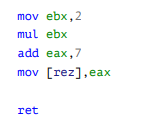 mov ebx,2
mul ebx
add eax,7
mov [rez],eax
ret